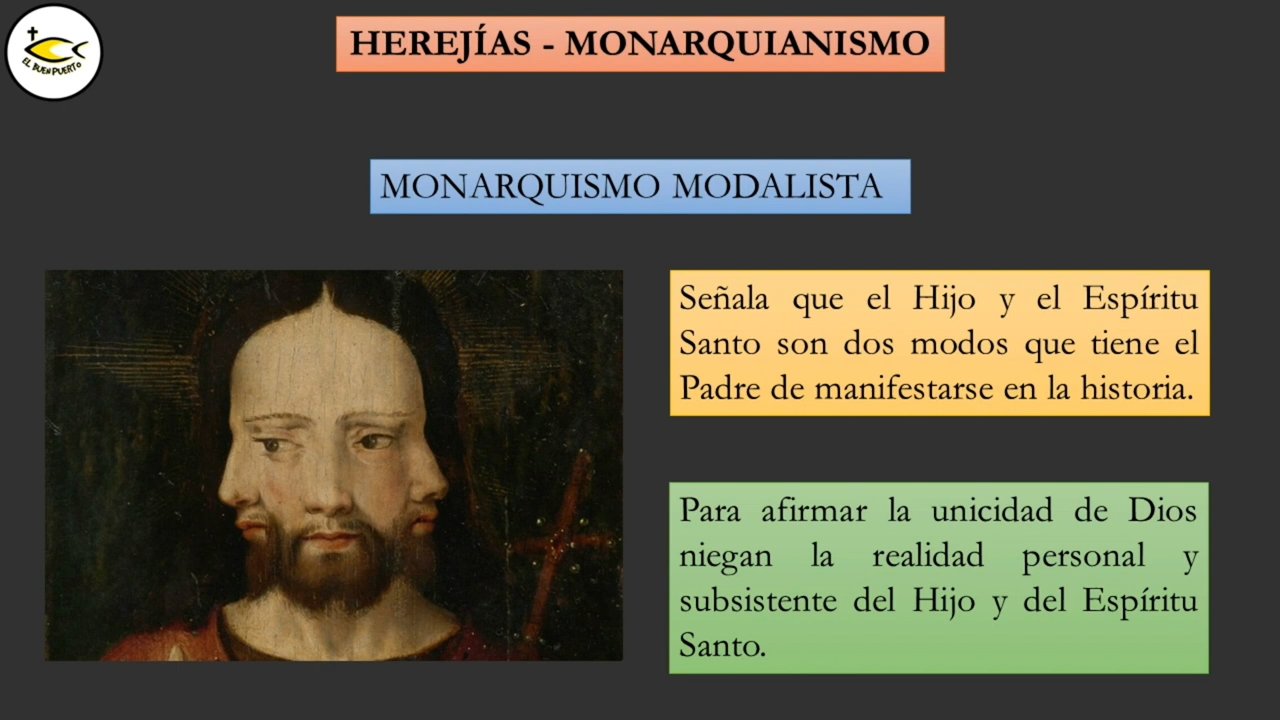 EL BUEN PUERTO
HEREJÍAS - MONARQUIANISMO
MONARQUISMO MODALISTA
Señala que el Hijo y el Espíritu
Santo son dos modos que tiene el
Padre de manifestarse en la historia.
Para afirmar la unicidad de Dios
niegan la realidad personal y
subsistente del Hijo y del Espíritu
Santo.